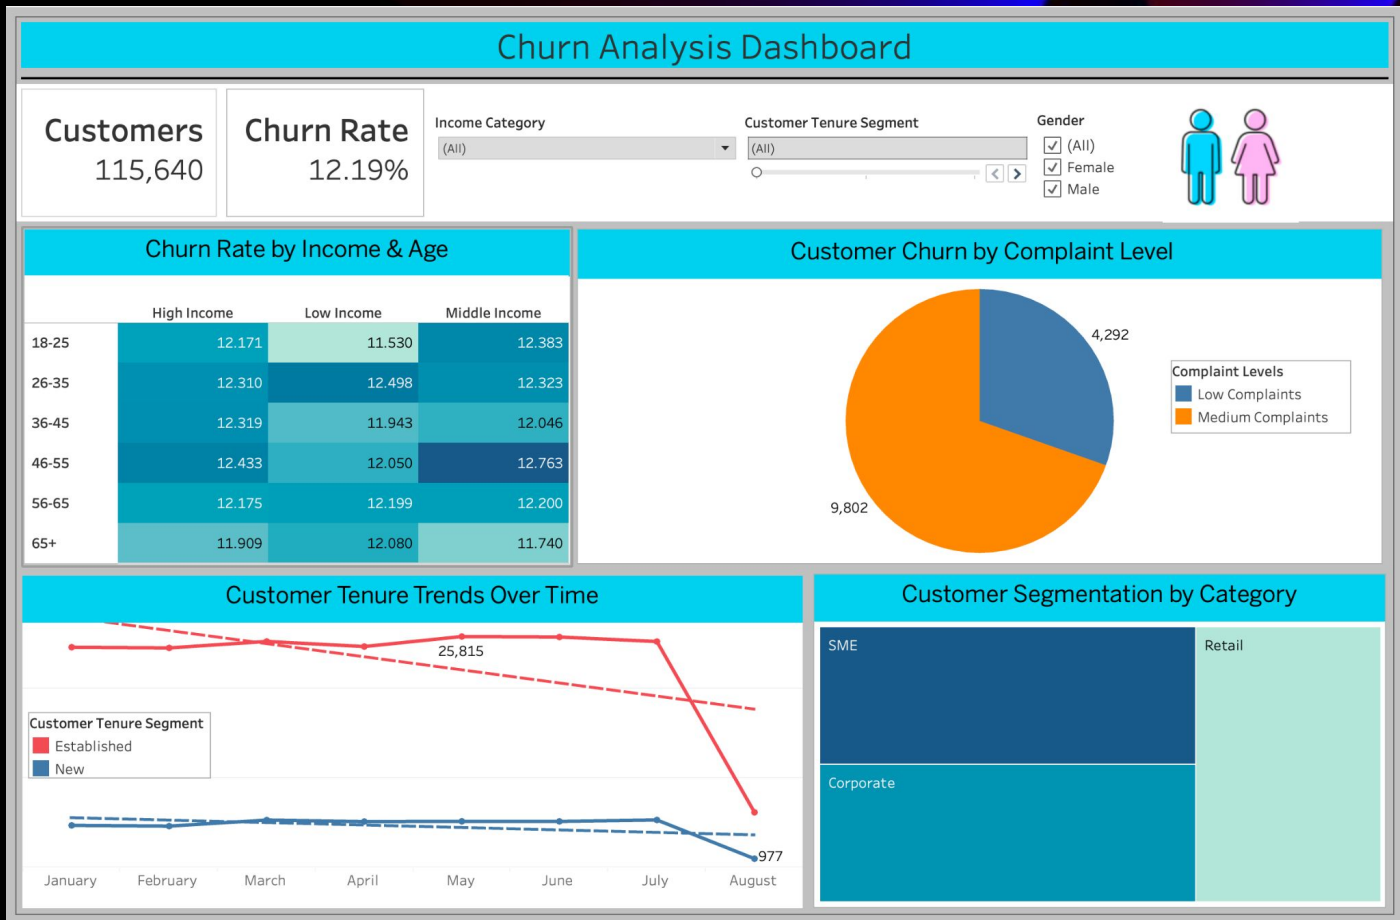 Churn Analysis Dashboard
Customers
115,640
Churn Rate
12.19%
Income Category
(All)
Customer Tenure Segment
(All)
Gender
(All)
Female
Male
Churn Rate by Income & Age
High Income Low Income Middle Income
18-25 12.171 11.530 12.383
26-35 12.310 12.498 12.323
36-45 12.319 11.943 12.046
46-55 12.433 12.050 12.763
56-65 12.175 12.199 12.200
65+ 11.909 12.080 11.740
Customer Churn by Complaint Level
4,292
9,802
Complaint Levels
Low Complaints
Medium Complaints
Customer Tenure Trends Over Time
25,815
Customer Tenure Segment
Established
New
977
January February March April May June July August
Customer Segmentation by Category
SME
Retail
Corporate